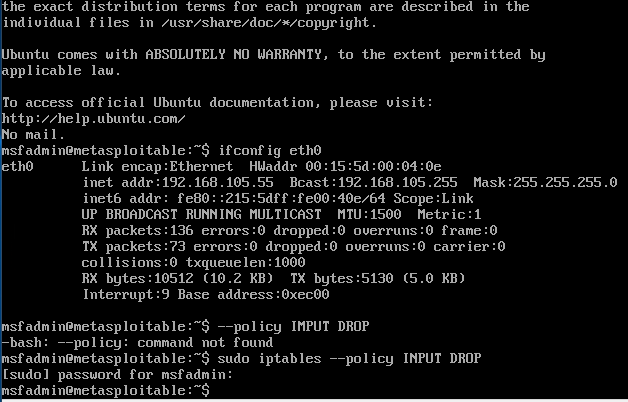 the exact distribution terms for each program are described in the
individual files in /usr/share/doc/*/copyright.
Ubuntu comes with ABSOLUTELY NO WARRANTY, to the extent permitted by
applicable law.
To access official Ubuntu documentation, please visit:
http://help.ubuntu.com/
No mail.
msfadmin@metasploitable:~$ ifconfig eth0
eth0      Link encap:Ethernet  HWaddr 00:15:5d:00:04:0e
          inet addr:192.168.105.55  Bcast:192.168.105.255  Mask:255.255.255.0
          inet6 addr: fe80::215:5dff:fe00:40e/64 Scope:Link
          UP BROADCAST RUNNING MULTICAST  MTU:1500  Metric:1
          RX packets:136 errors:0 dropped:0 overruns:0 frame:0
          TX packets:73 errors:0 dropped:0 overruns:0 carrier:0
          collisions:0 txqueuelen:1000
          RX bytes:10512 (10.2 KB)  TX bytes:5130 (5.0 KB)
          Interrupt:9 Base address:0xec00
msfadmin@metasploitable:~$ --policy IMPUT DROP
-bash: --policy: command not found
msfadmin@metasploitable:~$ sudo iptables --policy INPUT DROP
[sudo] password for msfadmin:
msfadmin@metasploitable:~$